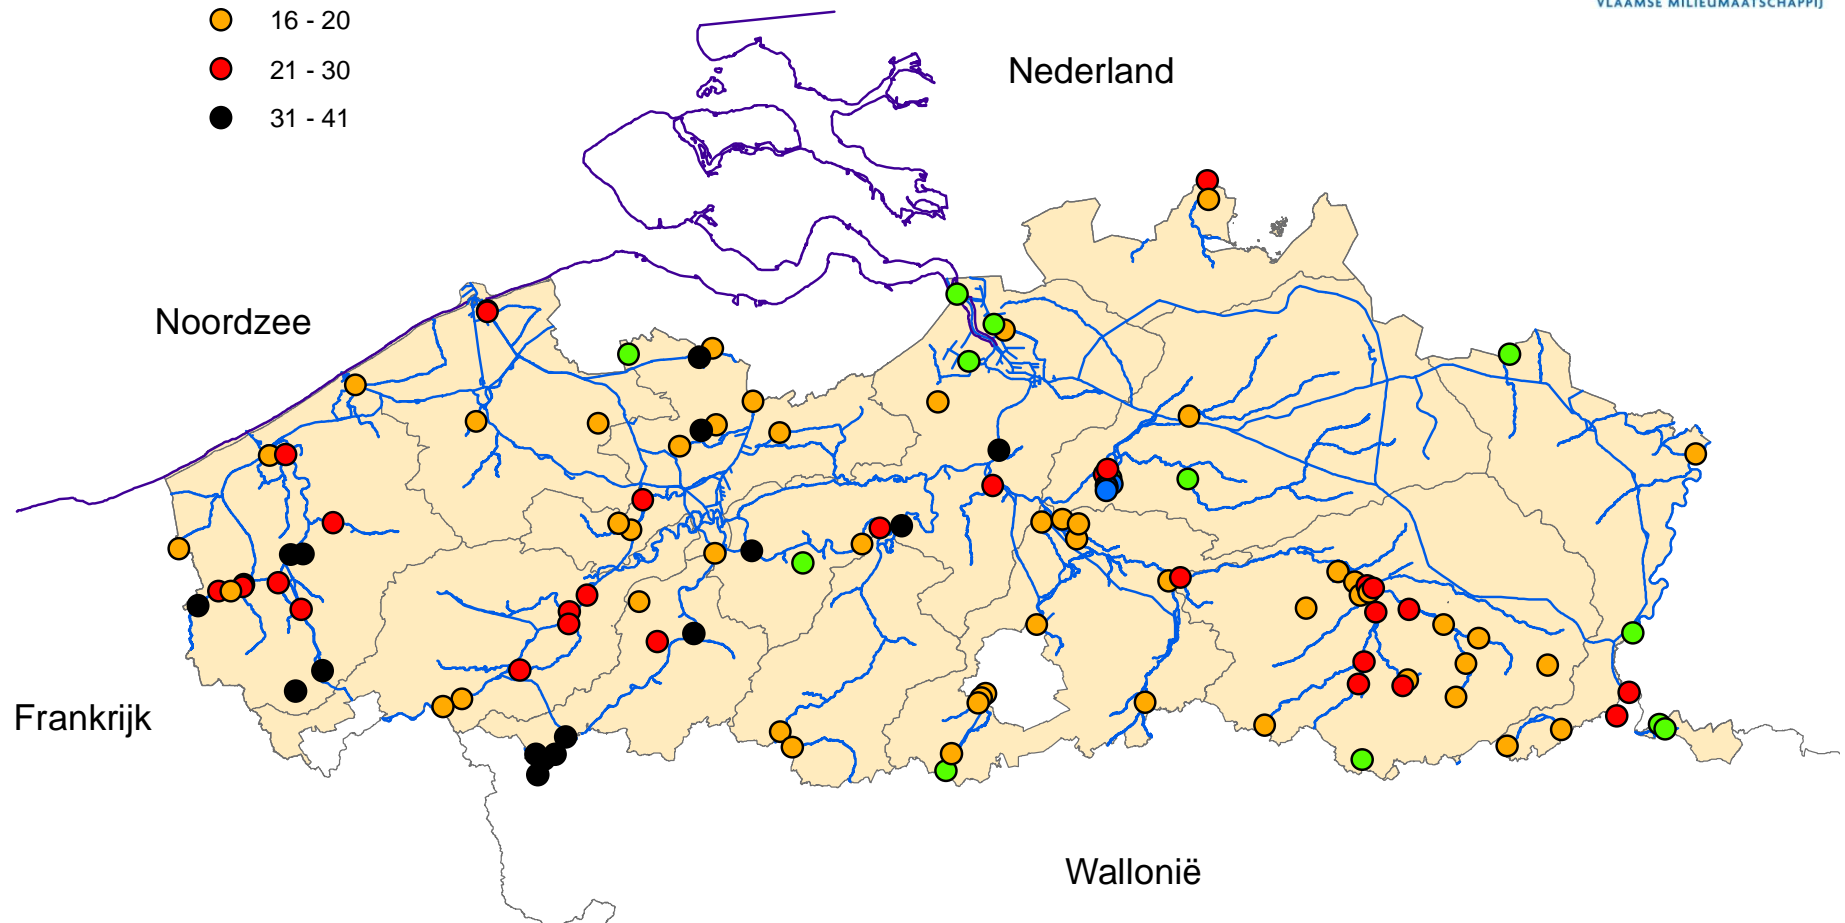 VLAAMSE MILIEUMAATSCHAPPIJ
16 - 20
21 - 30
31 - 41
Nederland
Noordzee
Frankrijk
Wallonië